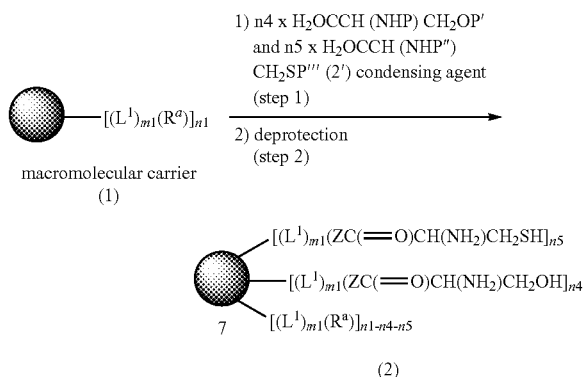 1) n4 x H₂OCCH (NHP) CH₂OP′
and n5 x H₂OCCH (NHP″)
CH₂SP‴ (2′) condensing agent
(step 1)
[(L¹)ₘ₁(Rᵃ)]ₙ₁
2) deprotection
(step 2)
macromolecular carrier
(1)
[(L¹)ₘ₁(ZC(=O)CH(NH₂)CH₂SH]ₙ₅
[(L¹)ₘ₁(ZC(=O)CH(NH₂)CH₂OH]ₙ₄
7
[(L¹)ₘ₁(Rᵃ)]ₙ₁₋ₙ₄₋ₙ₅
(2)